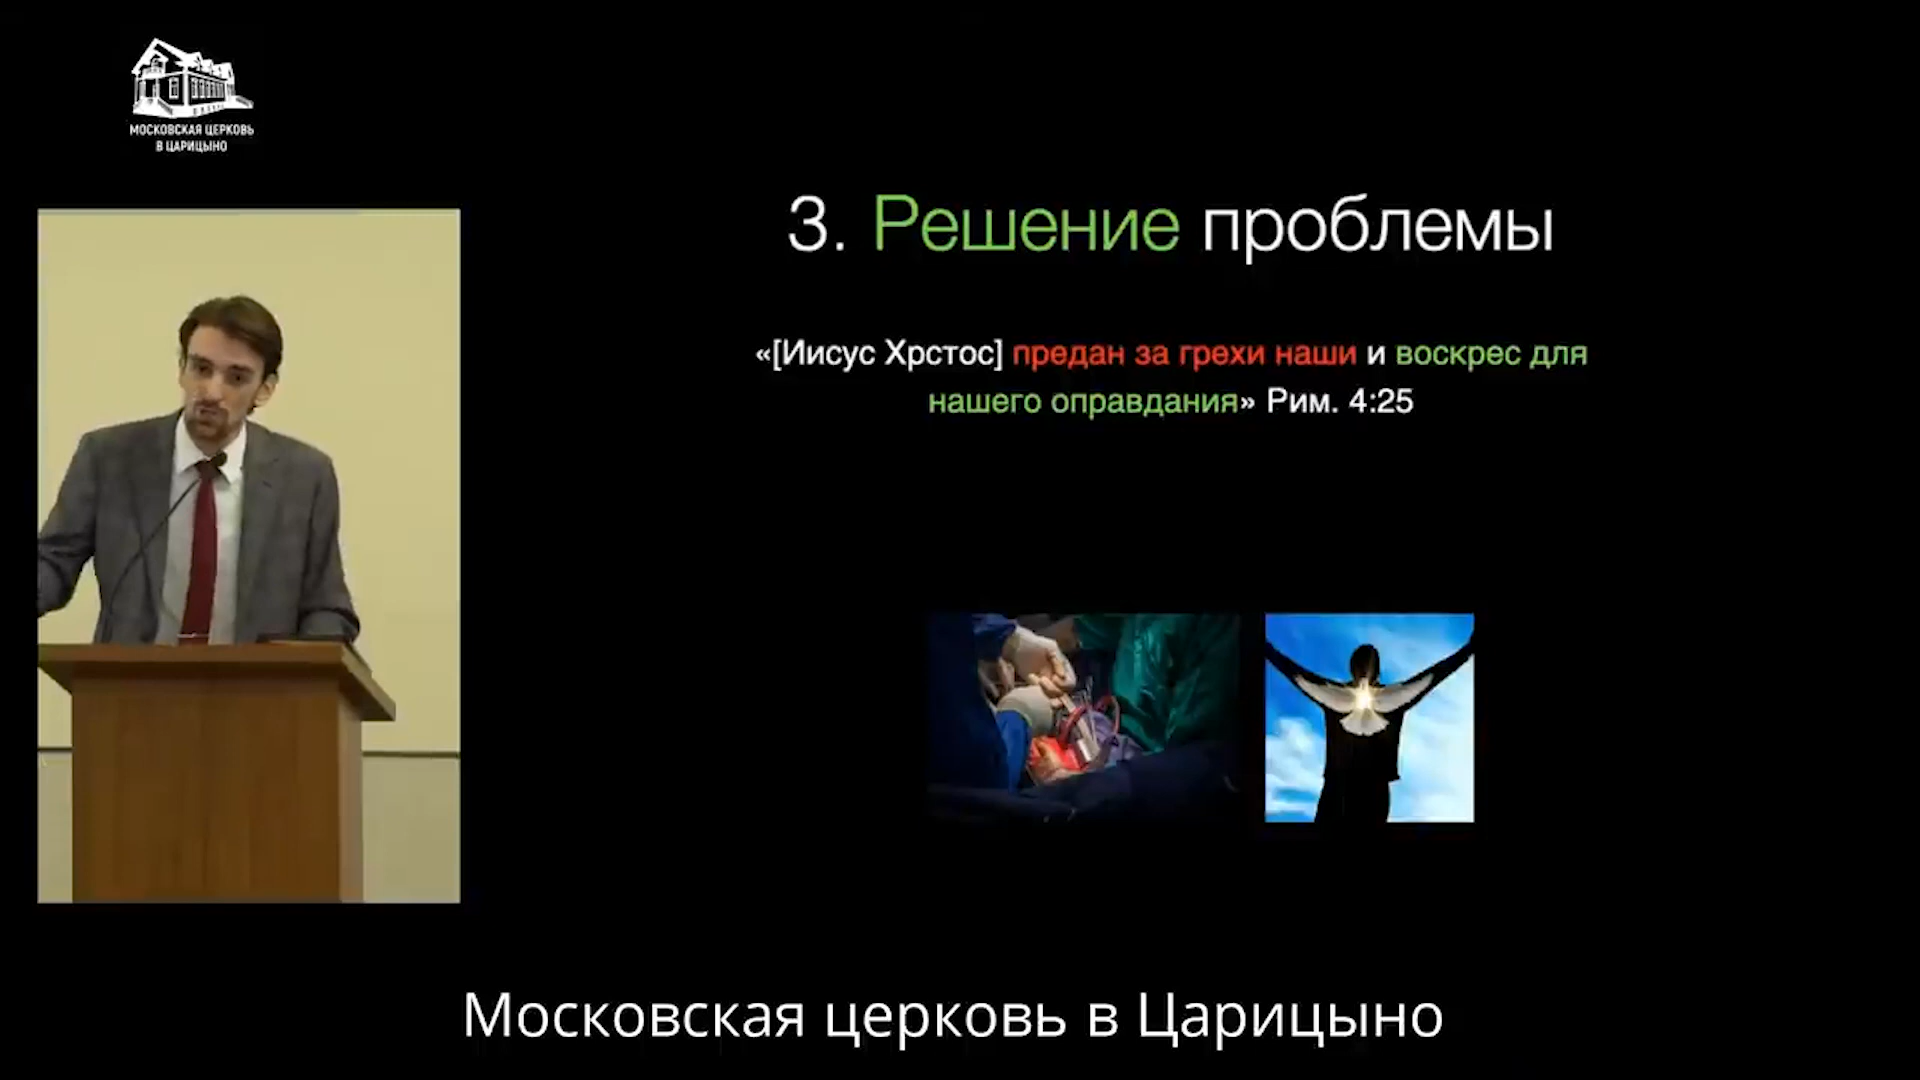 МОСКОВСКАЯ ЦЕРКОВЬ
В ЦАРИЦЫНО
3. Решение проблемы
«[Иисус Хрстос] предан за грехи наши и воскрес для
нашего оправдания» Рим. 4:25
Московская церковь в Царицыно